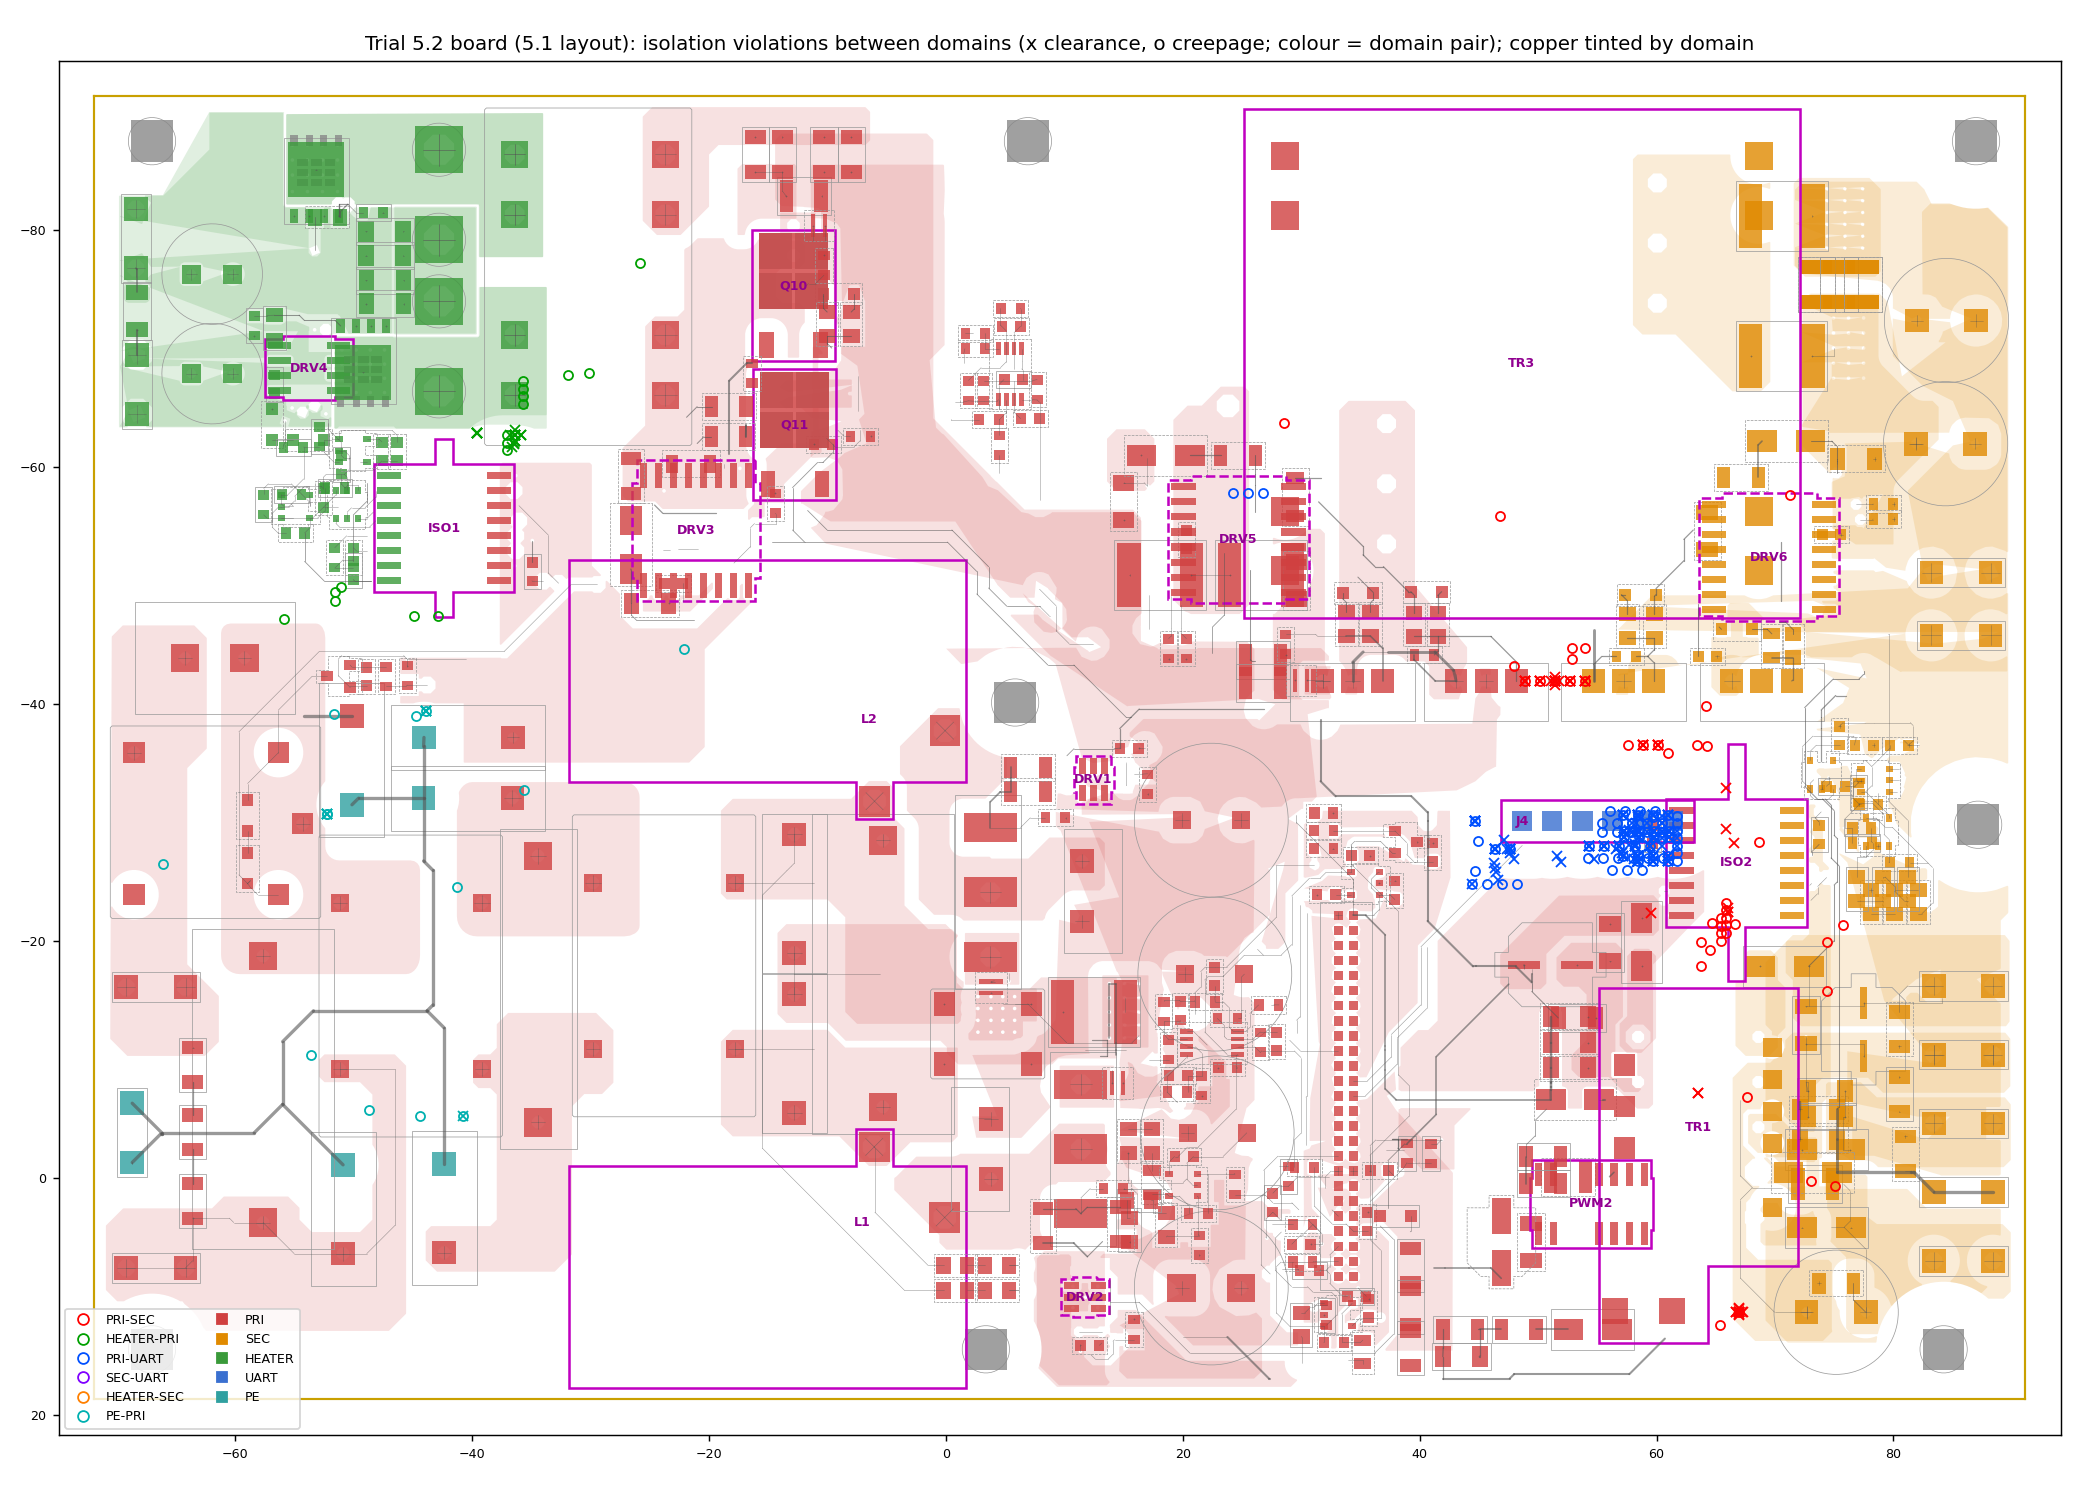 Trial 5.2 board (5.1 layout): isolation violations between domains (x clearance, o creepage; colour = domain pair); copper tinted by domain
−80
−60
−40
−20
0
20
−60
−40
−20
0
20
40
60
80
Q10
TR3
DRV4
Q11
ISO1
DRV3
DRV5
DRV6
L2
DRV1
J4
ISO2
TR1
PWM2
L1
DRV2
PRI-SEC
HEATER-PRI
PRI-UART
SEC-UART
HEATER-SEC
PE-PRI
PRI
SEC
HEATER
UART
PE